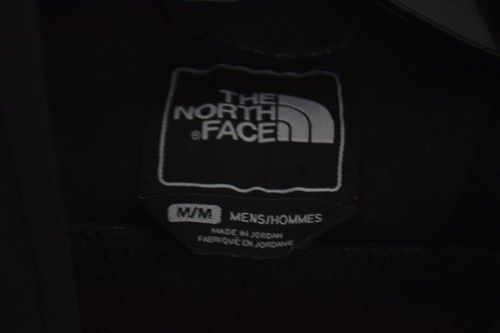 THE
NORTH
®FACE
M/M MENS/HOMMES
MADE IN JORDAN
FABRIQUÉ EN JORDANIE